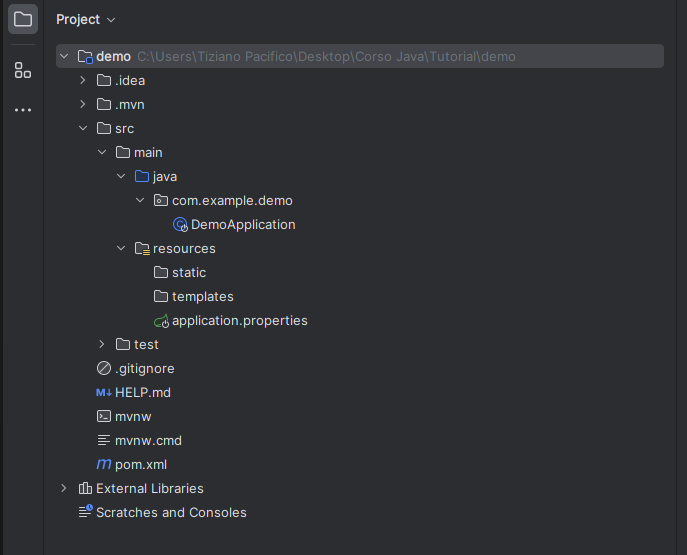 Project
demo C:\Users\Tiziano Pacifico\Desktop\Corso Java\Tutorial\demo
.idea
.mvn
src
main
java
com.example.demo
DemoApplication
resources
static
templates
application.properties
test
.gitignore
M↓ HELP.md
mvnw
mvnw.cmd
m pom.xml
External Libraries
Scratches and Consoles